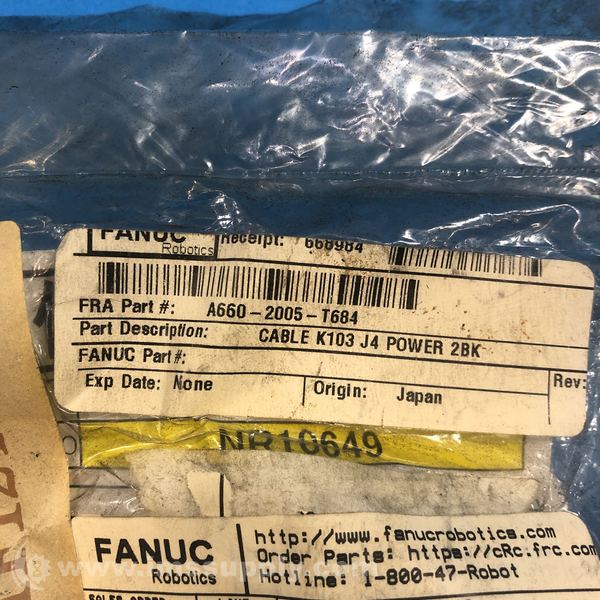 FANUC
Robotics
Receipt: 668984
FRA Part #: A660-2005-T684
Part Description: CABLE K103 J4 POWER 2BK
FANUC Part#:
Exp Date: None
Origin: Japan
Rev:
NR10649
FANUC
Robotics
http://www.fanucrobotics.com
Order Parts: https://cRc.frc.com
Hotline: 1-800-47-Robot
SALES ORDER